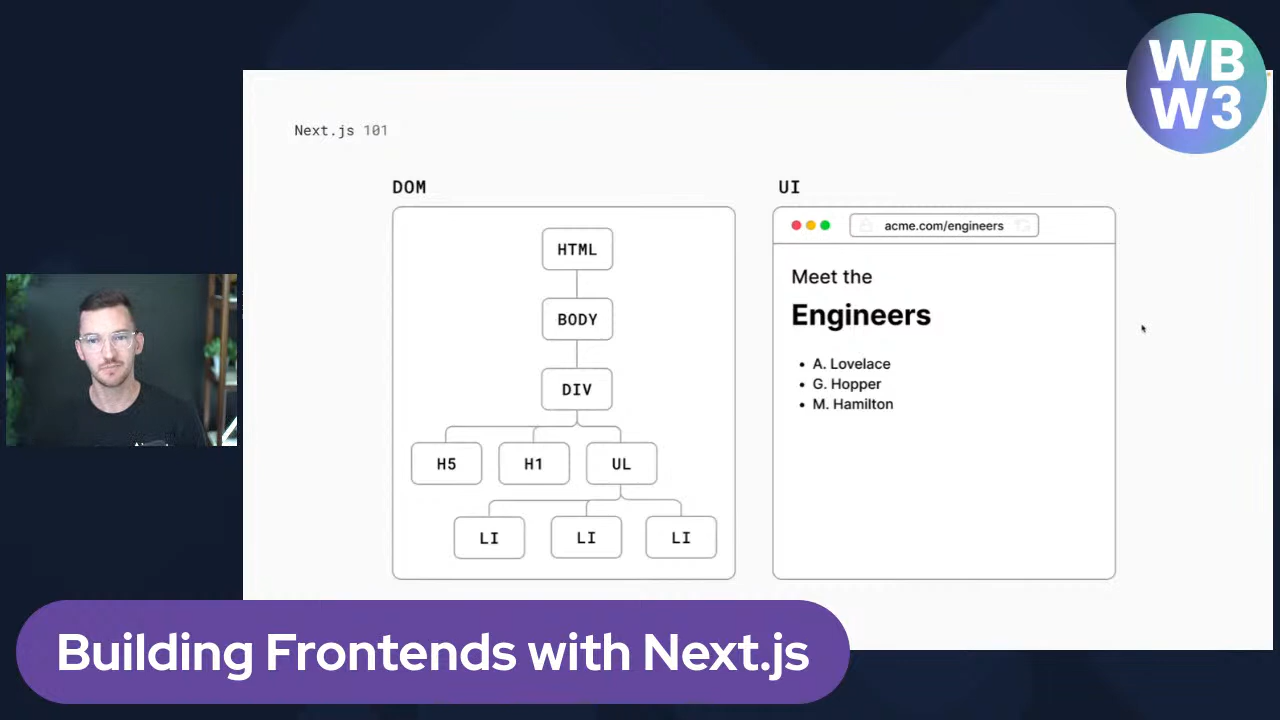 WB
W3
Next.js 101
DOM
HTML
BODY
DIV
H5 H1 UL
LI LI LI
UI
acme.com/engineers
Meet the
Engineers
• A. Lovelace
• G. Hopper
• M. Hamilton
Building Frontends with Next.js